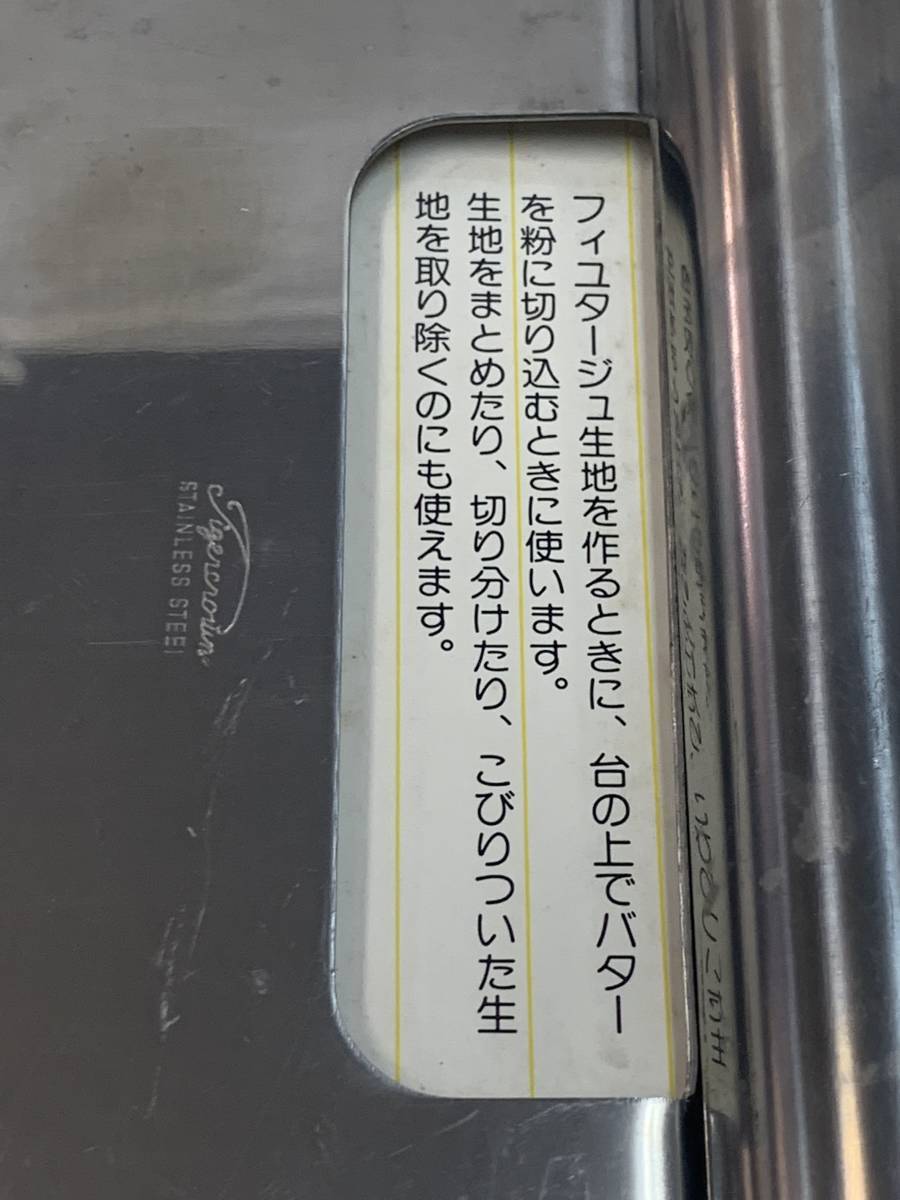 フィユタージュ生地を作るときに、台の上でバター
を粉に切り込むときに使います。
生地をまとめたり、切り分けたり、こびりついた生
地を取り除くのにも使えます。
Tigercrown
STAINLESS STEEL